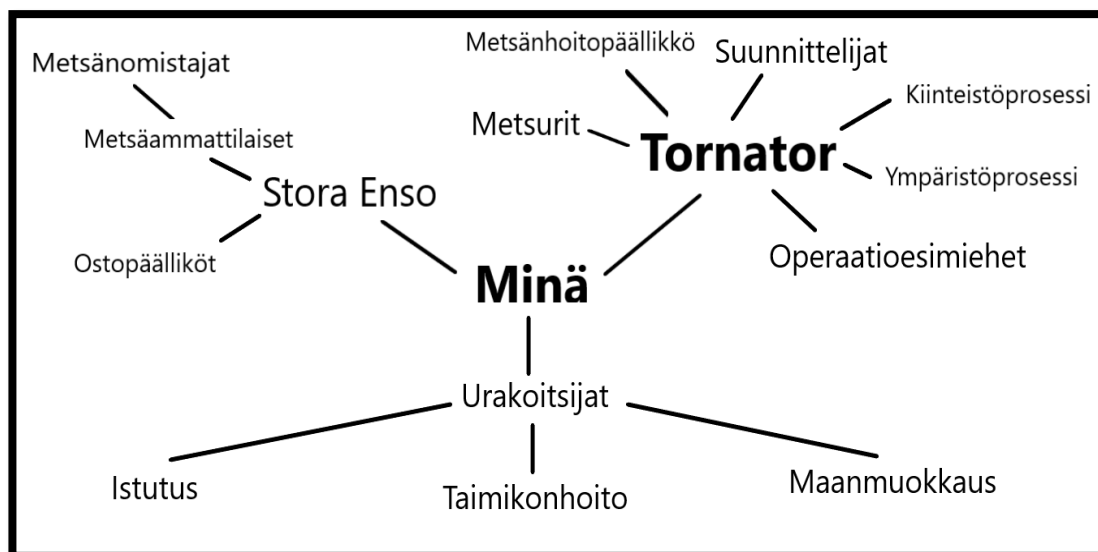 Metsänhoitopäällikkö
Suunnittelijat
Metsänomistajat
Kiinteistöprosessi
Metsurit
Metsäammattilaiset
Tornator
Ympäristöprosessi
Stora Enso
Ostopäälliköt
Operaatioesimiehet
Minä
Urakoitsijat
Istutus
Taimikonhoito
Maanmuokkaus